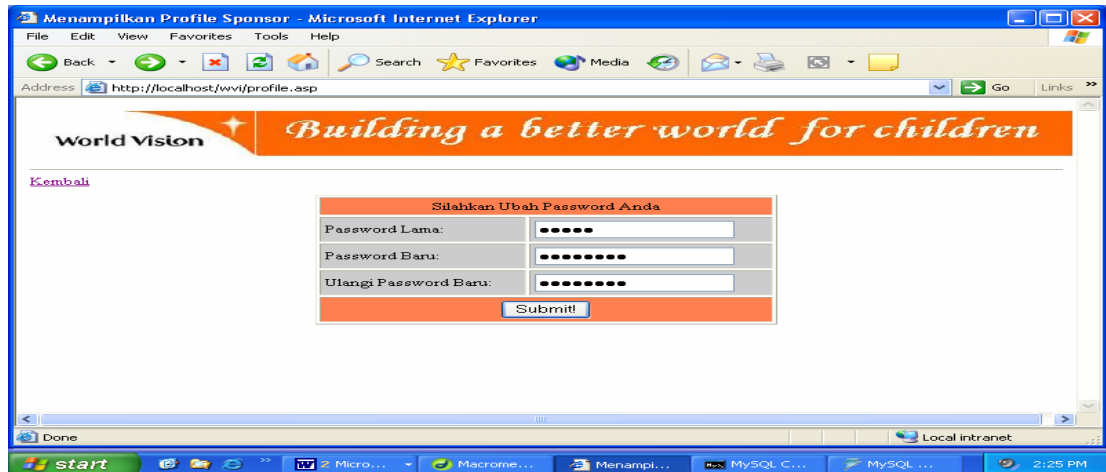 Menampilkan Profile Sponsor - Microsoft Internet Explorer
File Edit View Favorites Tools Help
Back Search Favorites Media
Address http://localhost/wvi/profile.asp Go Links »
World Vision Building a better world for children
Kembali
Silahkan Ubah Password Anda
Password Lama: ●●●●●
Password Baru: ●●●●●●●●
Ulangi Password Baru: ●●●●●●●●
Submit!
Done Local intranet
start » 2 Micro... Macrome... Menampi... MySQL C... MySQL ... 2:25 PM